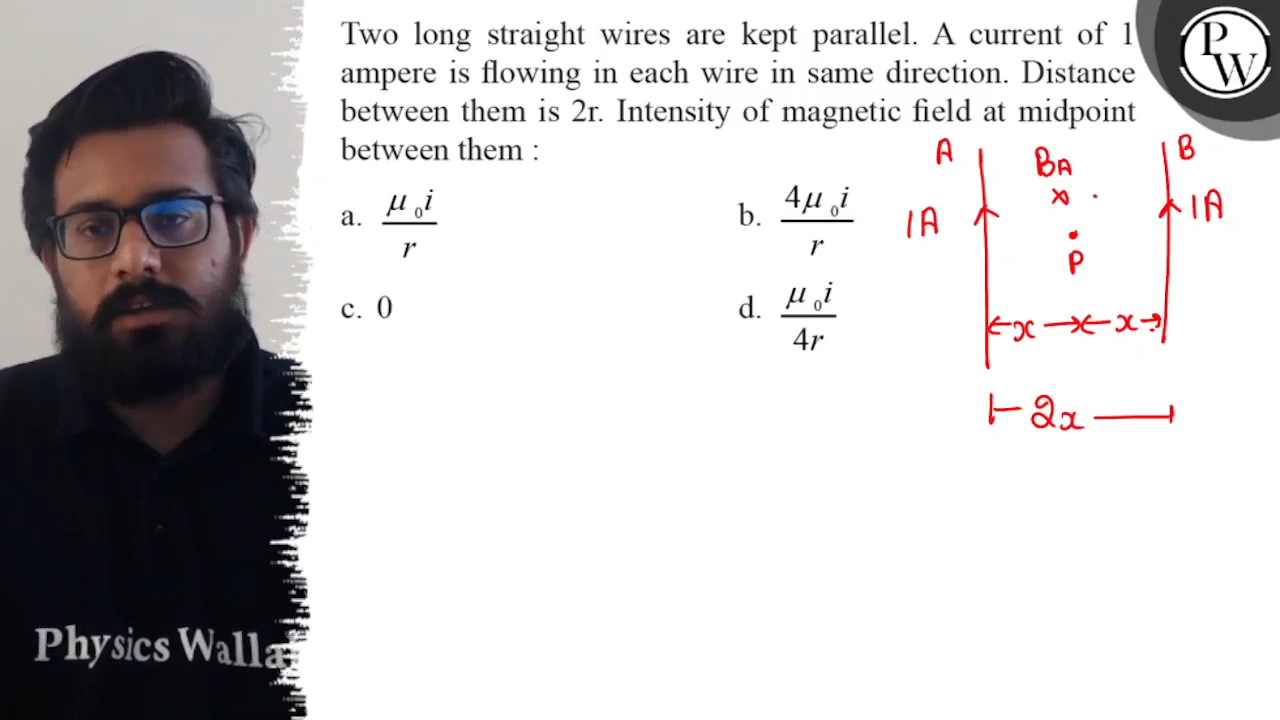 Two long straight wires are kept parallel. A current of 1
ampere is flowing in each wire in same direction. Distance
between them is 2r. Intensity of magnetic field at midpoint
between them :
a. μ₀i / r
b. 4μ₀i / r
c. 0
d. μ₀i / 4r
A
B_A
B
1A
x
1A
P
x
x
2x
PW
Physics Walla